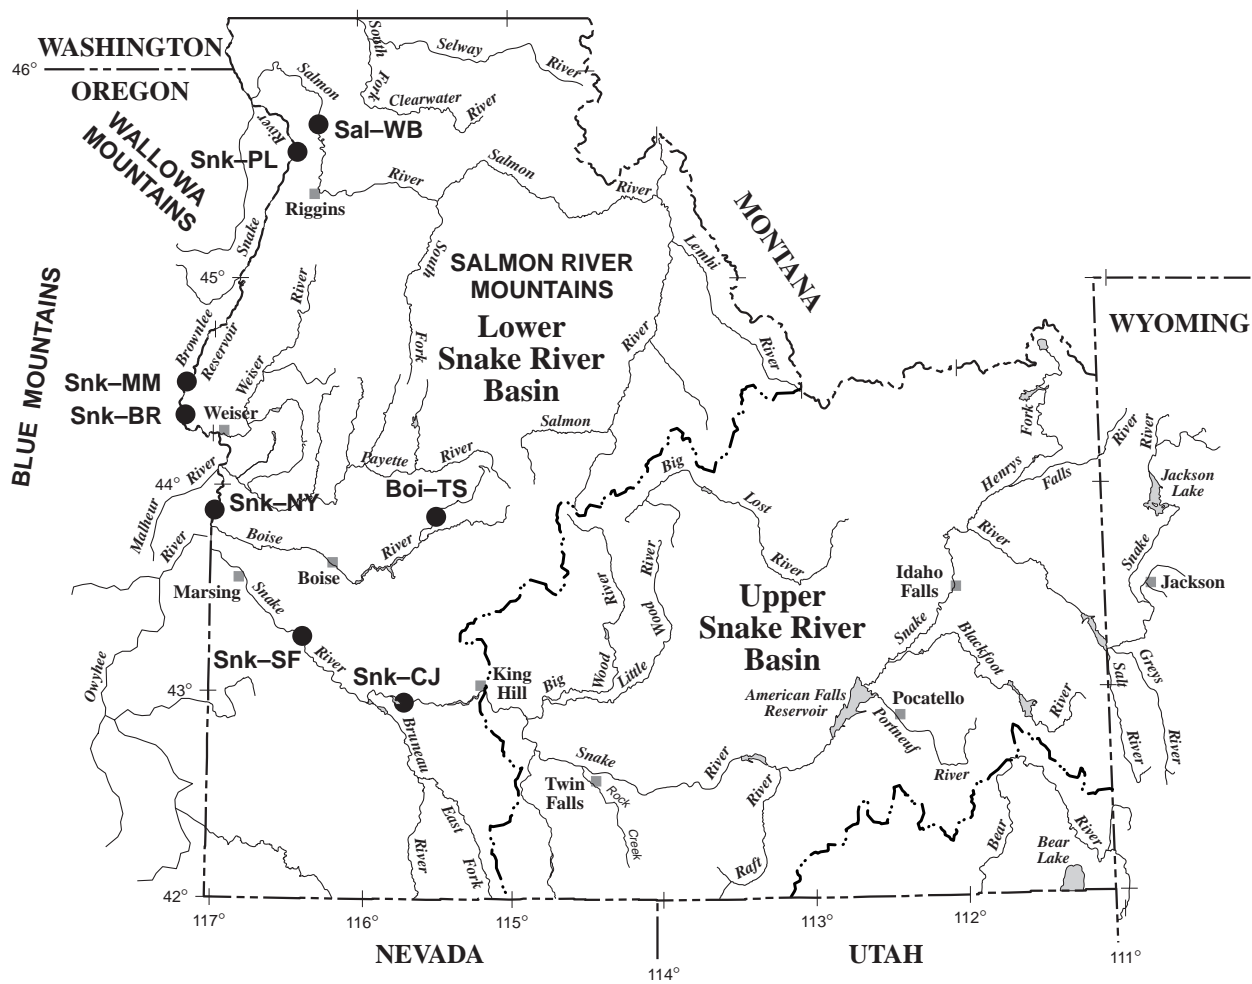 WASHINGTON
46°
OREGON
WALLOWA
MOUNTAINS
South
Fork
Selway
River
Clearwater
River
Salmon
River
Sal–WB
Snk–PL
Riggins
River
Salmon
River
Snake
MONTANA
Lemhi
River
45°
River
South
Fork
SALMON RIVER
MOUNTAINS
Lower
Snake River
Basin
BLUE MOUNTAINS
Brownlee
Reservoir
Weiser
River
WYOMING
Snk–MM
Snk–BR
Weiser
Salmon
Payette
River
Big
Lost
River
Fork
Henrys
Falls
River
River
Jackson
Lake
44°
Malheur
River
Snk–NY
Boi–TS
Boise
River
Boise
River
Marsing
Snake
River
Snk–SF
River
Wood
River
Wood
Little
Big
Upper
Snake River
Basin
Idaho
Falls
Snake
River
Snake
Jackson
Blackfoot
River
Salt
River
Greys
River
Owyhee
43°
Snk–CJ
King
Hill
American Falls
Reservoir
Pocatello
Portneuf
River
Bruneau
River
East
Fork
Snake
River
Twin
Falls
Rock
Creek
River
Raft
Bear
River
Bear
Lake
42°
117°
116°
115°
114°
113°
112°
111°
NEVADA
UTAH